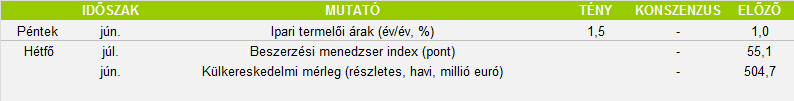 IDŐSZAK MUTATÓ TÉNY KONSZENZUS ELŐZŐ
Péntek jún. Ipari termelői árak (év/év, %) 1,5 - 1,0
Hétfő júl. Beszerzési menedzser index (pont) - 55,1
jún. Külkereskedelmi mérleg (részletes, havi, millió euró) - 504,7